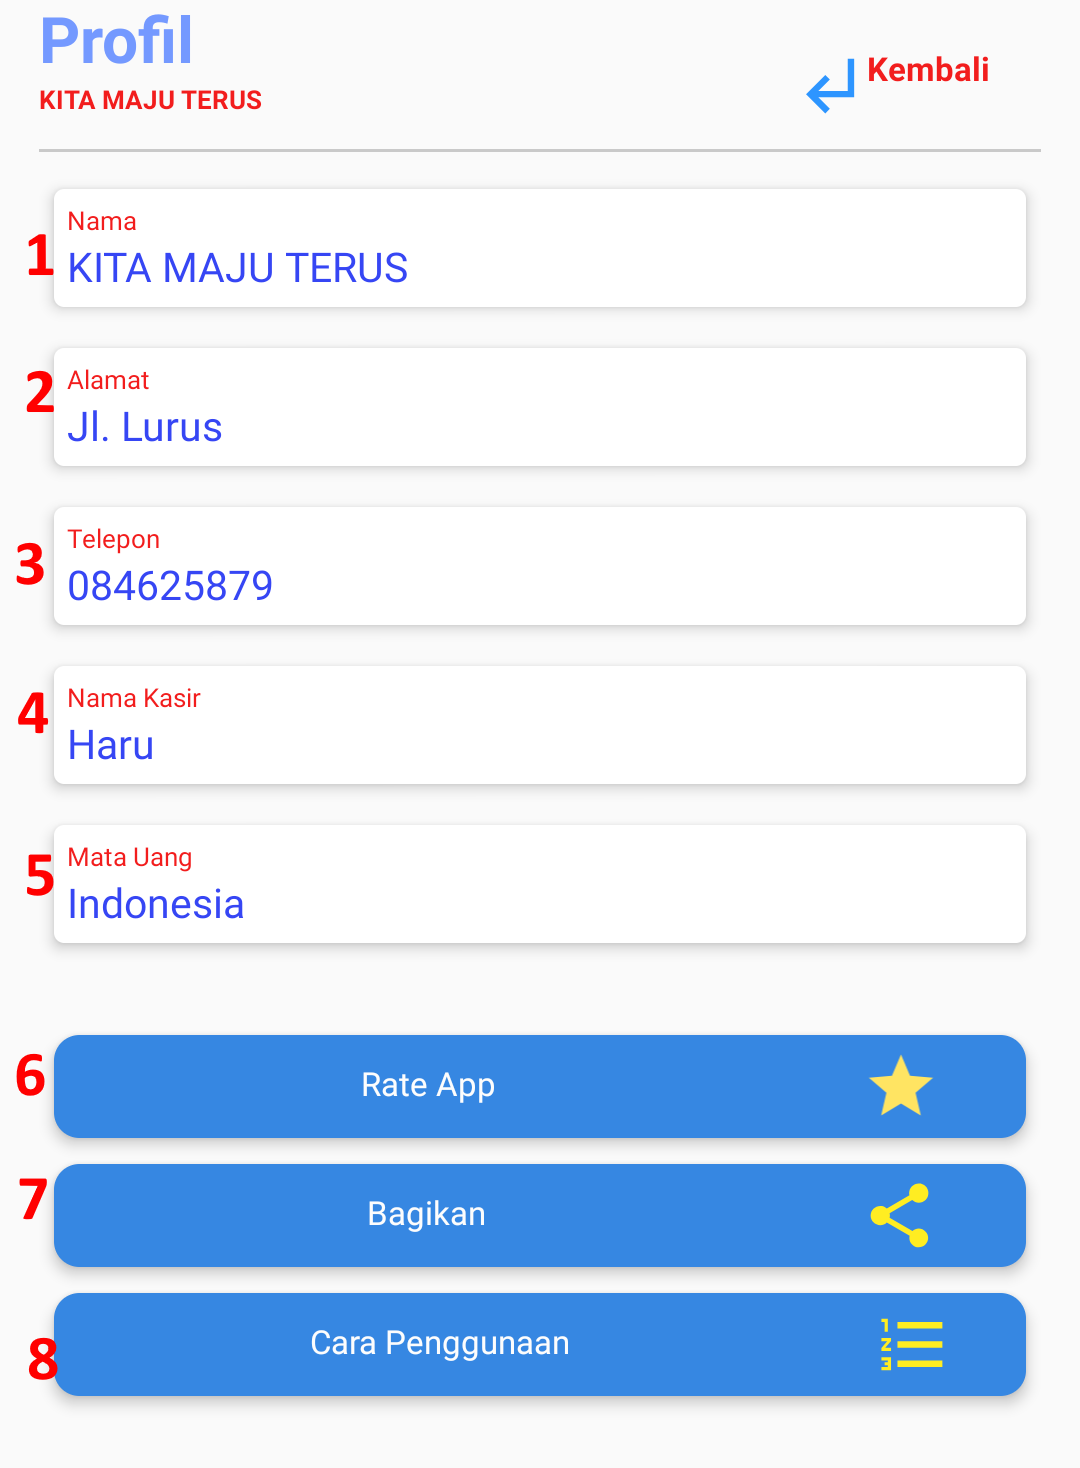 Profil
KITA MAJU TERUS
Kembali
1
Nama
KITA MAJU TERUS
2
Alamat
Jl. Lurus
3
Telepon
084625879
4
Nama Kasir
Haru
5
Mata Uang
Indonesia
6
Rate App
7
Bagikan
8
Cara Penggunaan
1
2
3